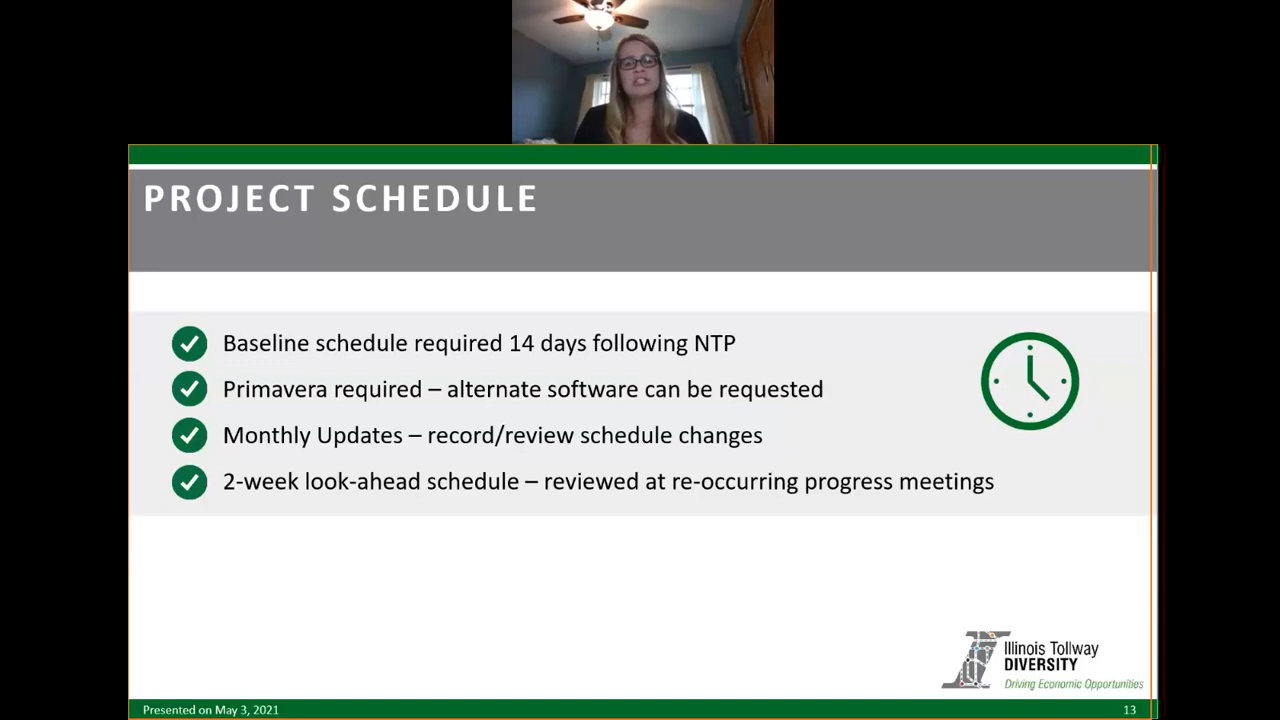 PROJECT SCHEDULE
Baseline schedule required 14 days following NTP
Primavera required – alternate software can be requested
Monthly Updates – record/review schedule changes
2-week look-ahead schedule – reviewed at re-occurring progress meetings
Illinois Tollway
DIVERSITY
Driving Economic Opportunities
Presented on May 3, 2021
13